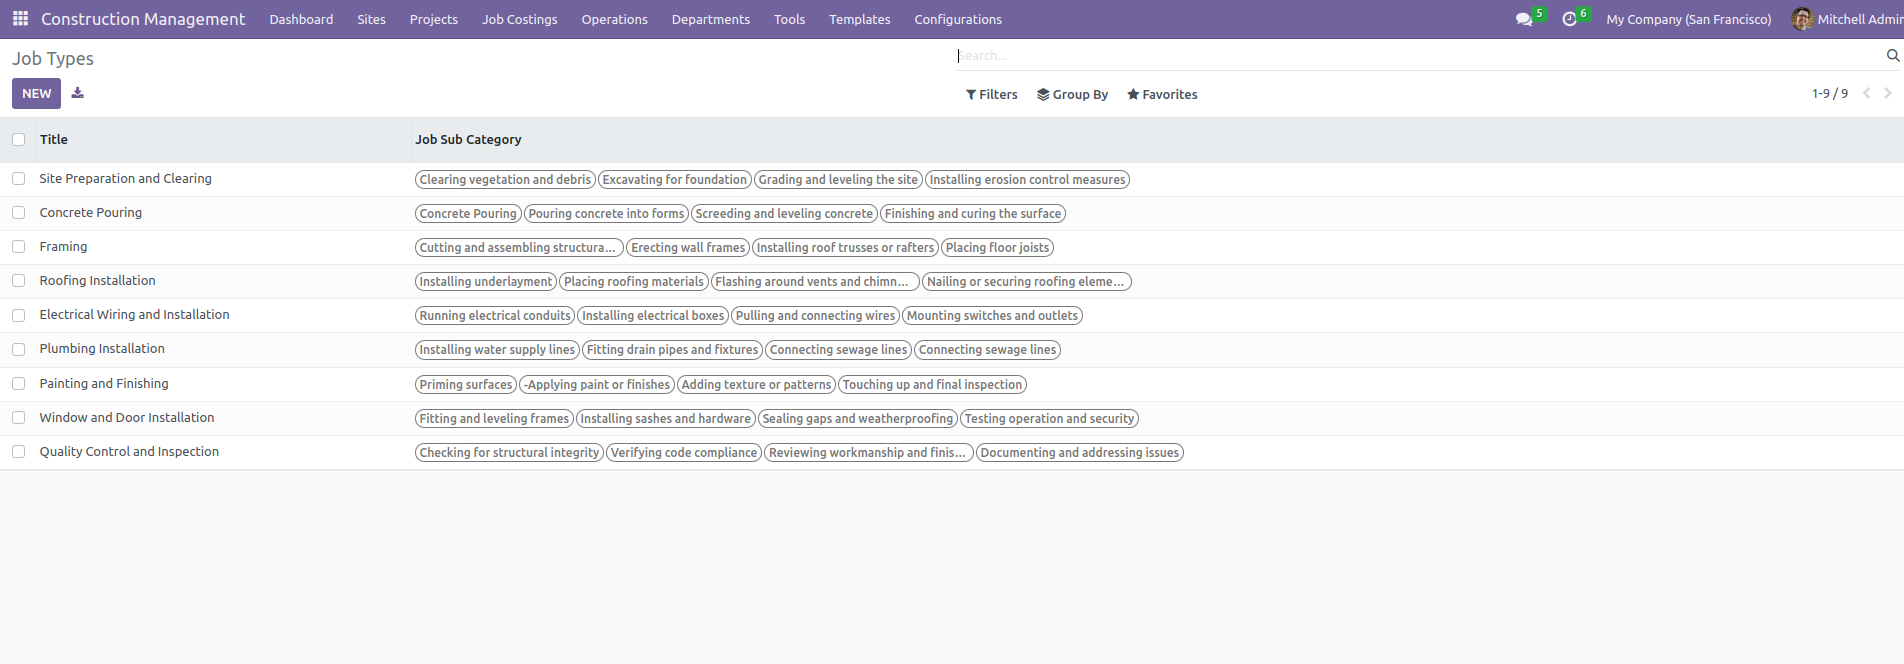 Construction Management Dashboard Sites Projects Job Costings Operations Departments Tools Templates Configurations 5 6 My Company (San Francisco) Mitchell Admin
Job Types Search...
NEW Filters Group By Favorites 1-9 / 9
Title Job Sub Category
Site Preparation and Clearing Clearing vegetation and debris Excavating for foundation Grading and leveling the site Installing erosion control measures
Concrete Pouring Concrete Pouring Pouring concrete into forms Screeding and leveling concrete Finishing and curing the surface
Framing Cutting and assembling structura... Erecting wall frames Installing roof trusses or rafters Placing floor joists
Roofing Installation Installing underlayment Placing roofing materials Flashing around vents and chimn... Nailing or securing roofing eleme...
Electrical Wiring and Installation Running electrical conduits Installing electrical boxes Pulling and connecting wires Mounting switches and outlets
Plumbing Installation Installing water supply lines Fitting drain pipes and fixtures Connecting sewage lines Connecting sewage lines
Painting and Finishing Priming surfaces -Applying paint or finishes Adding texture or patterns Touching up and final inspection
Window and Door Installation Fitting and leveling frames Installing sashes and hardware Sealing gaps and weatherproofing Testing operation and security
Quality Control and Inspection Checking for structural integrity Verifying code compliance Reviewing workmanship and finis... Documenting and addressing issues